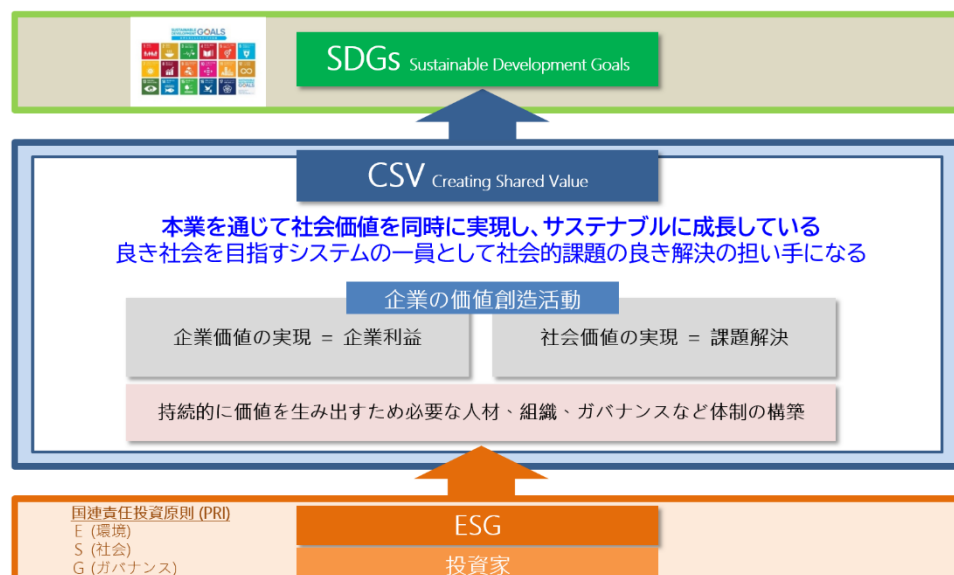 SUSTAINABLE DEVELOPMENT GOALS
SDGs Sustainable Development Goals
CSV Creating Shared Value
本業を通じて社会価値を同時に実現し、サステナブルに成長している
良き社会を目指すシステムの一員として社会的課題の良き解決の担い手になる
企業の価値創造活動
企業価値の実現 = 企業利益
社会価値の実現 = 課題解決
持続的に価値を生み出すため必要な人材、組織、ガバナンスなど体制の構築
国連責任投資原則 (PRI)
E (環境)
S (社会)
G (ガバナンス)
ESG
投資家